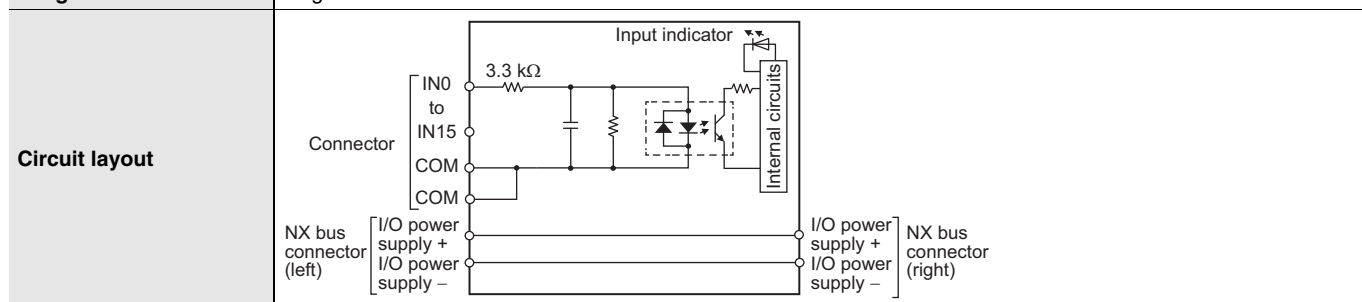 Circuit layout
Input indicator
3.3 kΩ
IN0
to
IN15
COM
COM
Connector
Internal circuits
NX bus
connector
(left)
I/O power
supply +
I/O power
supply –
I/O power
supply +
I/O power
supply –
NX bus
connector
(right)